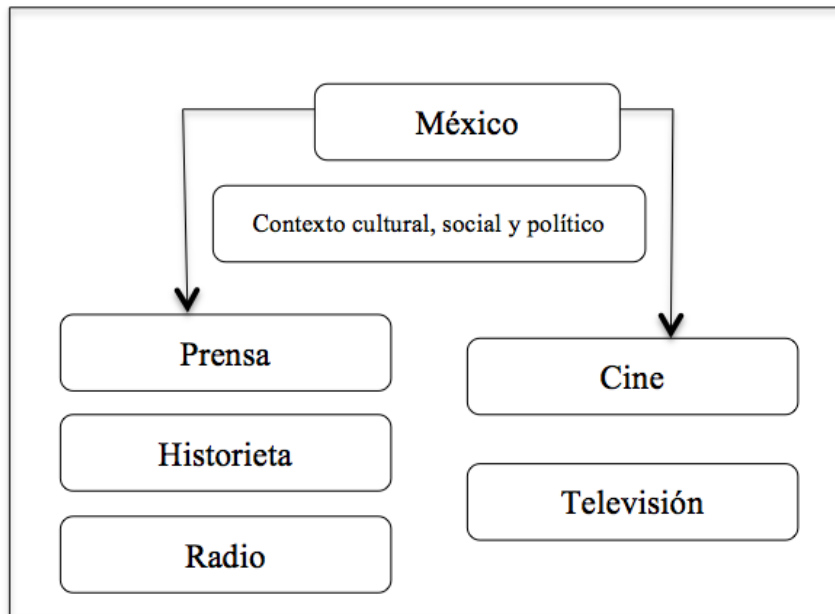 México
Contexto cultural, social y político
Prensa
Historieta
Radio
Cine
Televisión